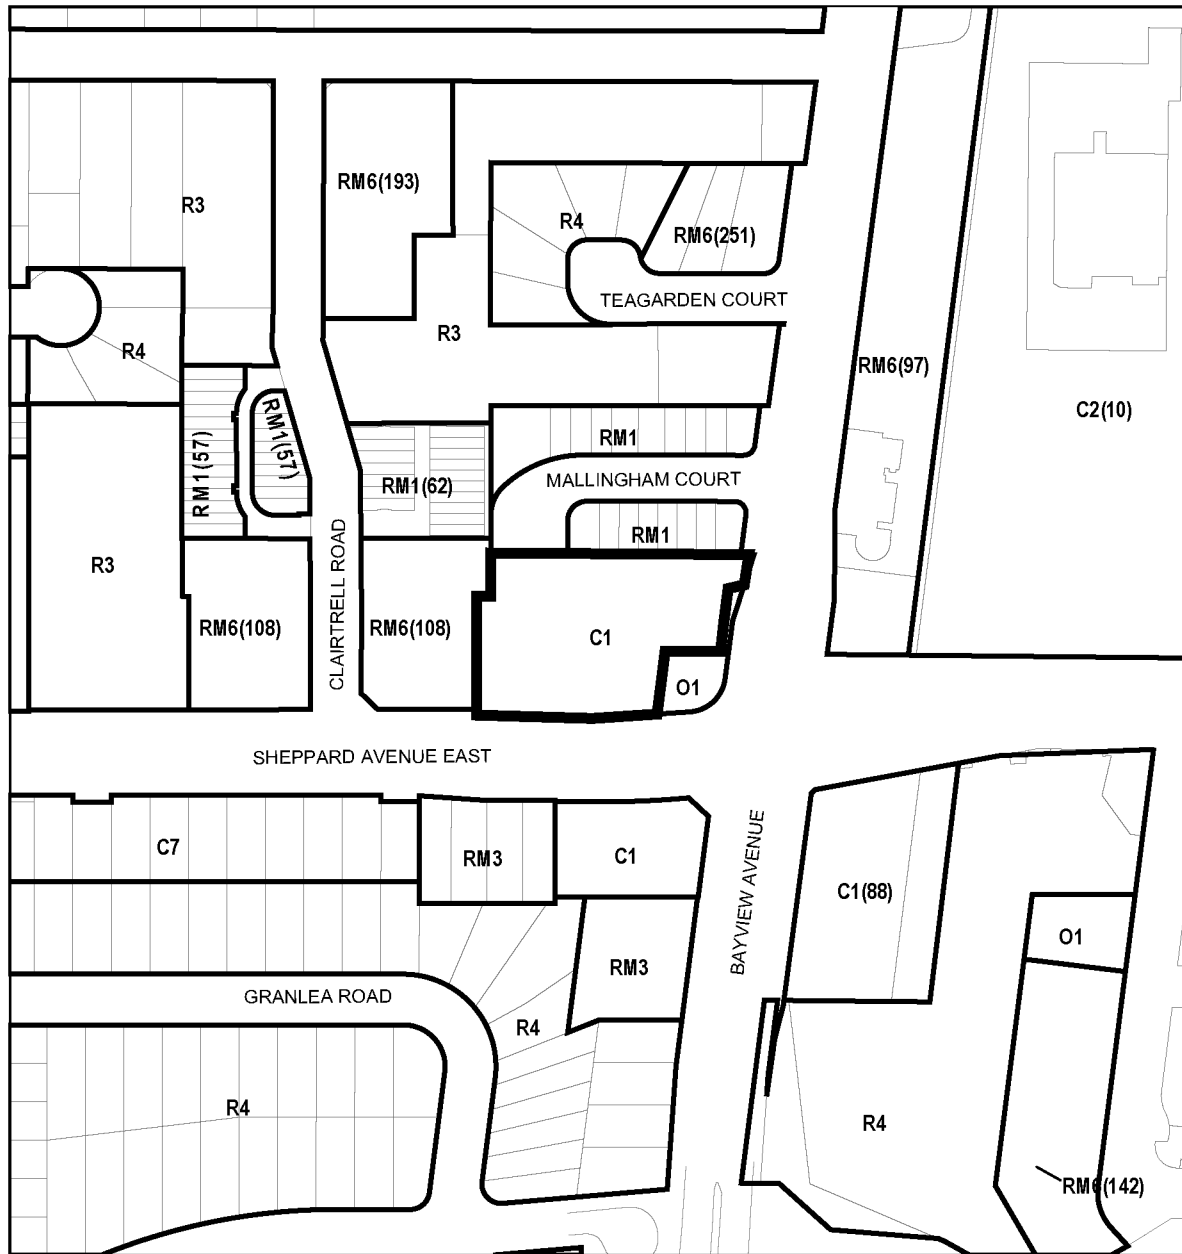 R3
RM6(193)
R4
RM6(251)
TEAGARDEN COURT
R3
R4
RM6(97)
C2(10)
RM1(57)
RM1(57)
RM1
MALLINGHAM COURT
RM1(62)
RM1
CLAIRTRELL ROAD
R3
RM6(108)
RM6(108)
C1
O1
SHEPPARD AVENUE EAST
C7
RM3
C1
BAYVIEW AVENUE
C1(88)
O1
RM3
GRANLEA ROAD
R4
R4
R4
RM6(142)